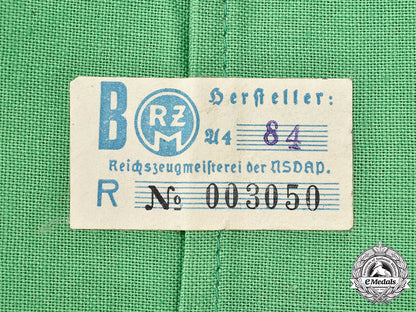 B RZM Hersteller:
A4 84
Reichszeugmeisterei der NSDAP.
R No 003050
eMedals